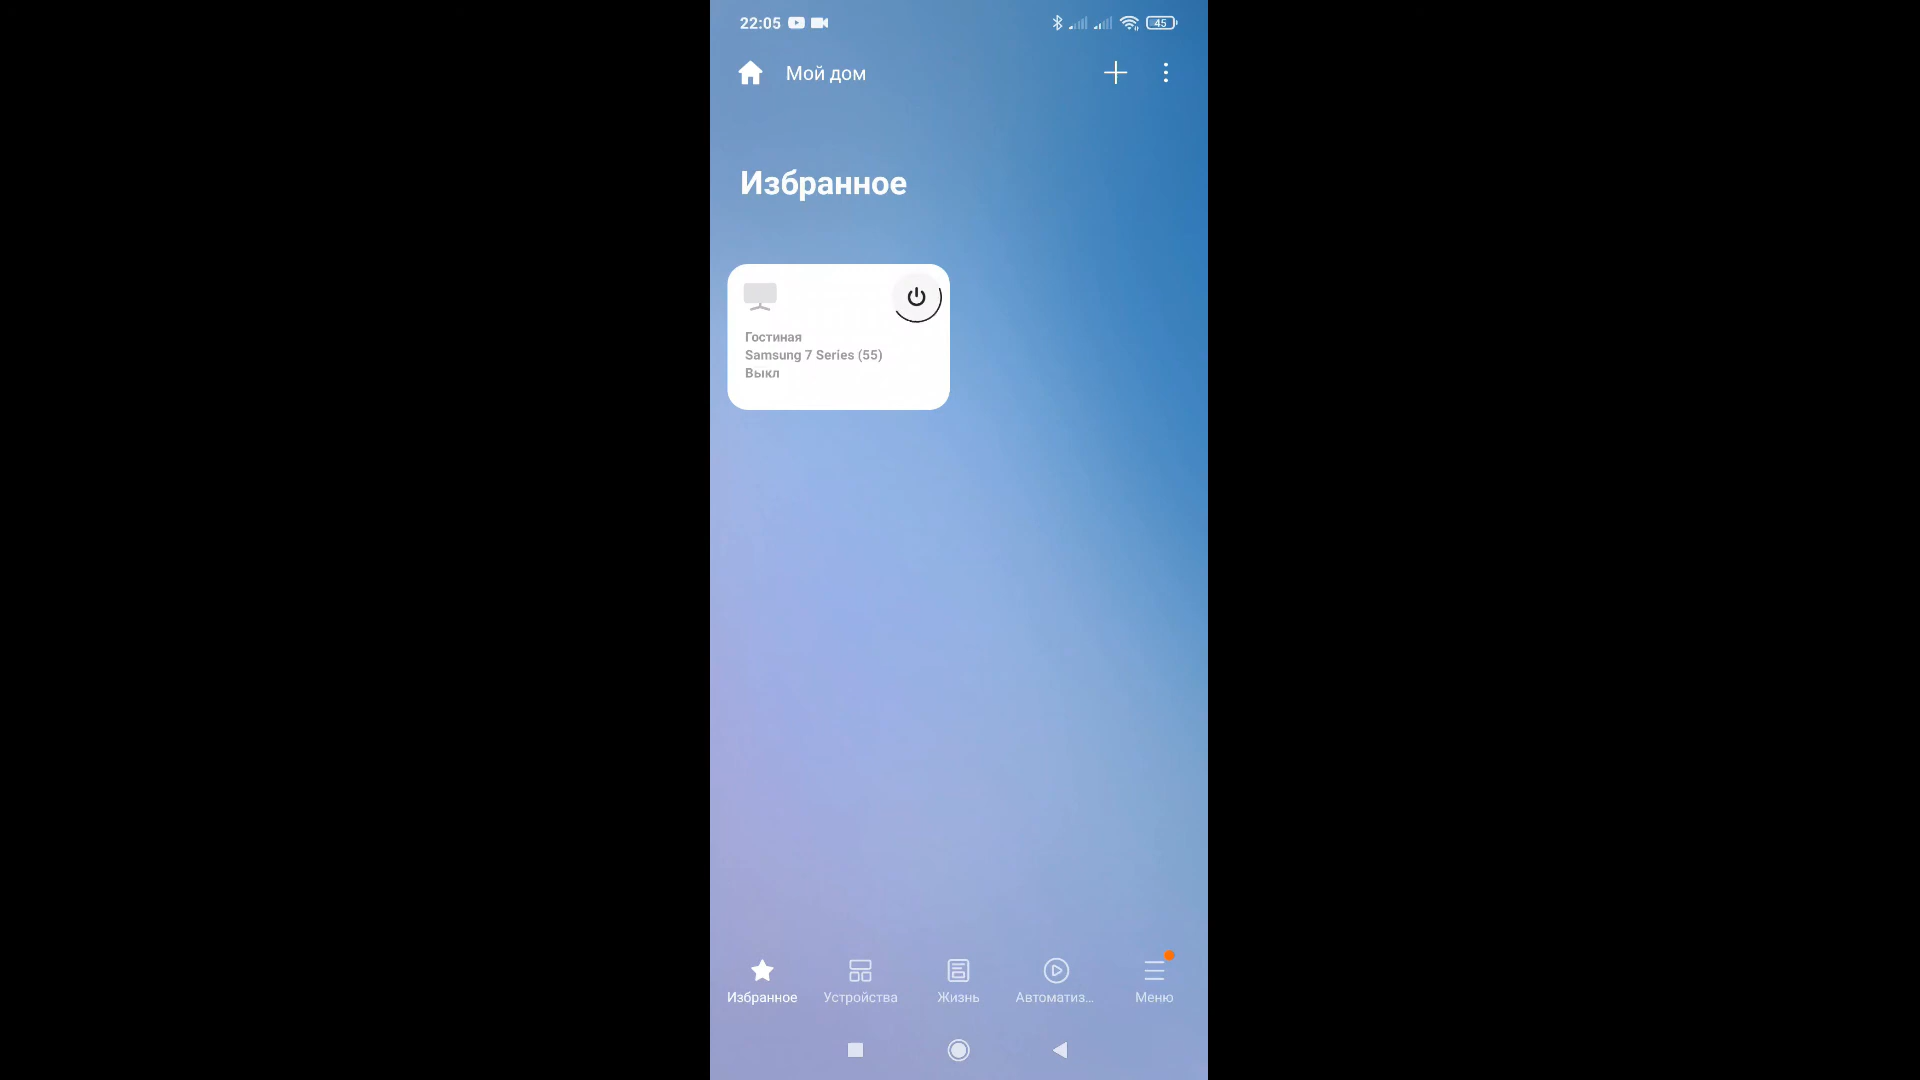 22:05
45
Мой дом
Избранное
Гостиная
Samsung 7 Series (55)
Выкл
Избранное
Устройства
Жизнь
Автоматиз...
Меню